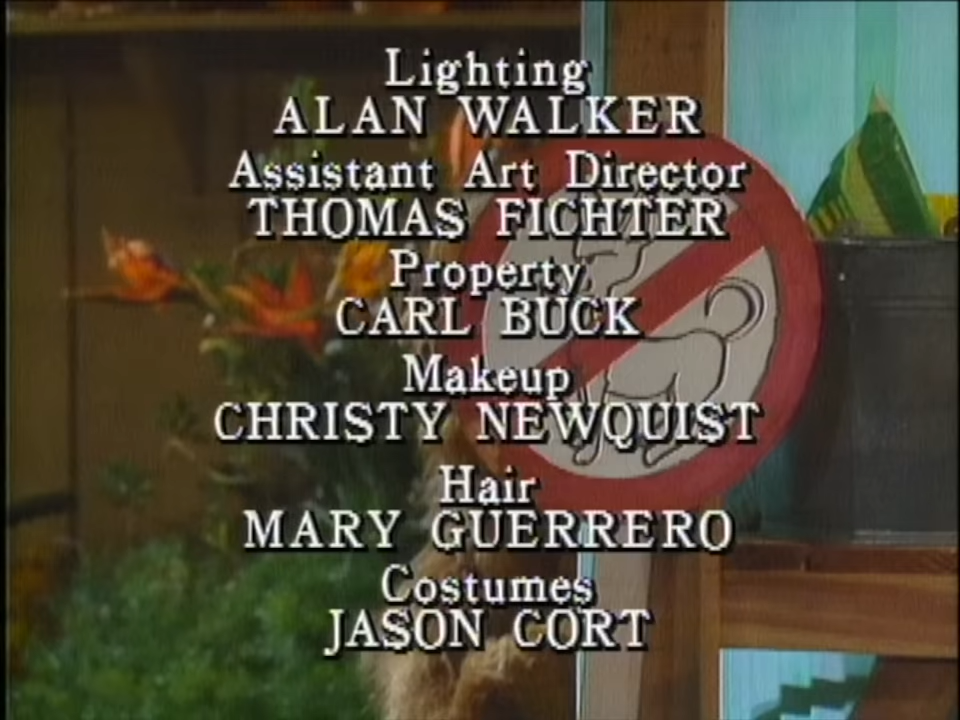 Lighting
ALAN WALKER
Assistant Art Director
THOMAS FICHTER
Property
CARL BUCK
Makeup
CHRISTY NEWQUIST
Hair
MARY GUERRERO
Costumes
JASON CORT